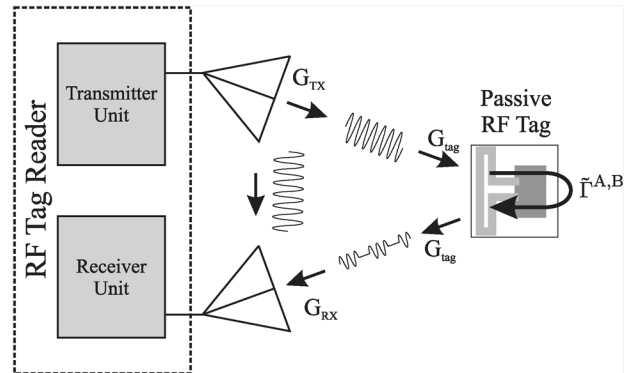 RF Tag Reader
Transmitter
Unit
Receiver
Unit
G_TX
G_tag
Passive
RF Tag
Γ̃^A,B
G_tag
G_RX